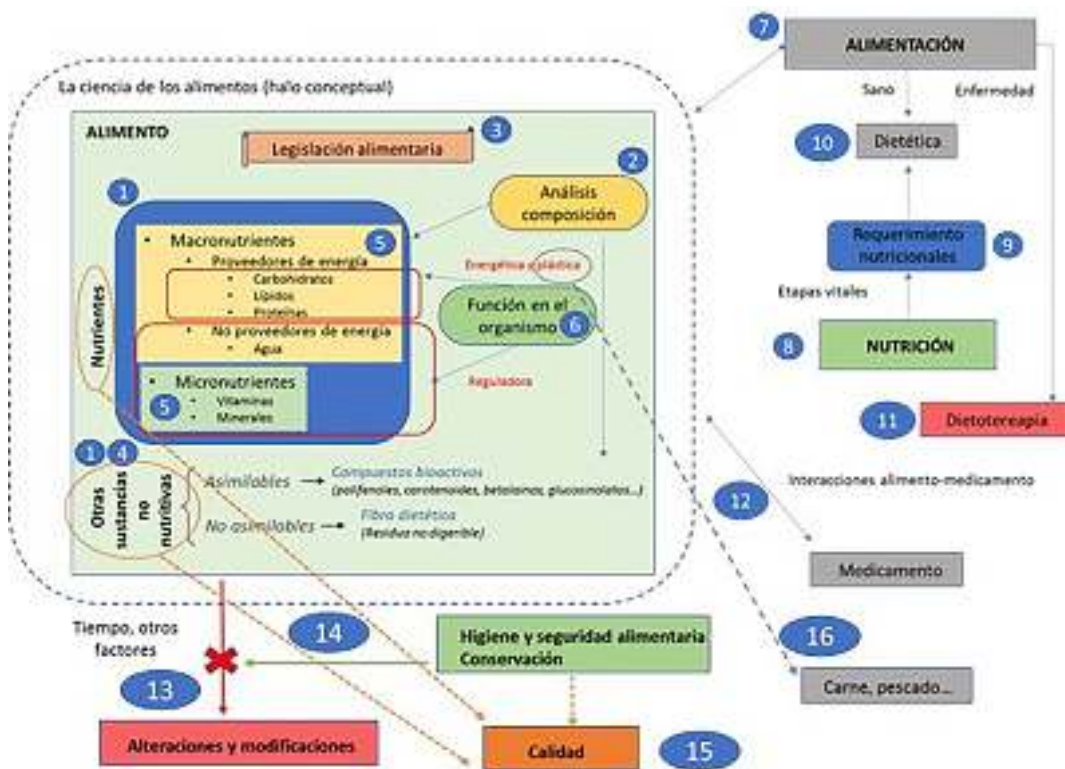 7
ALIMENTACIÓN
La ciencia de los alimentos (halo conceptual)
Sano
Enfermedad
ALIMENTO
3
Legislación alimentaria
2
10
Dietética
1
Análisis
composición
5
• Macronutrientes
• Proveedores de energía
• Carbohidratos
• Lípidos
• Proteínas
• No proveedores de energía
• Agua
Energética y plástica
Requerimiento
nutricionales
9
Función en el
organismo
6
Etapas vitales
Nutrientes
8
NUTRICIÓN
• Micronutrientes
5
• Vitaminas
• Minerales
Reguladora
11
Dietotereapia
1
4
Otras
sustancias
no
nutritivas
Asimilables
Compuestos bioactivos
(polifenoles, carotenoides, betalainas, glucosinolatos...)
No asimilables
Fibra dietética
(Residuo no digerible)
Interacciones alimento-medicamento
12
Medicamento
Tiempo, otros
factores
14
Higiene y seguridad alimentaria
Conservación
16
13
Carne, pescado...
Alteraciones y modificaciones
Calidad
15